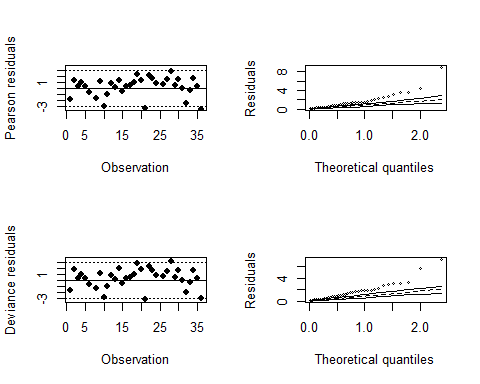 Pearson residuals
1
-3
0 5 15 25 35
Observation
Residuals
8
4
0
0.0 1.0 2.0
Theoretical quantiles
Deviance residuals
1
-3
0 5 15 25 35
Observation
Residuals
4
0
0.0 1.0 2.0
Theoretical quantiles